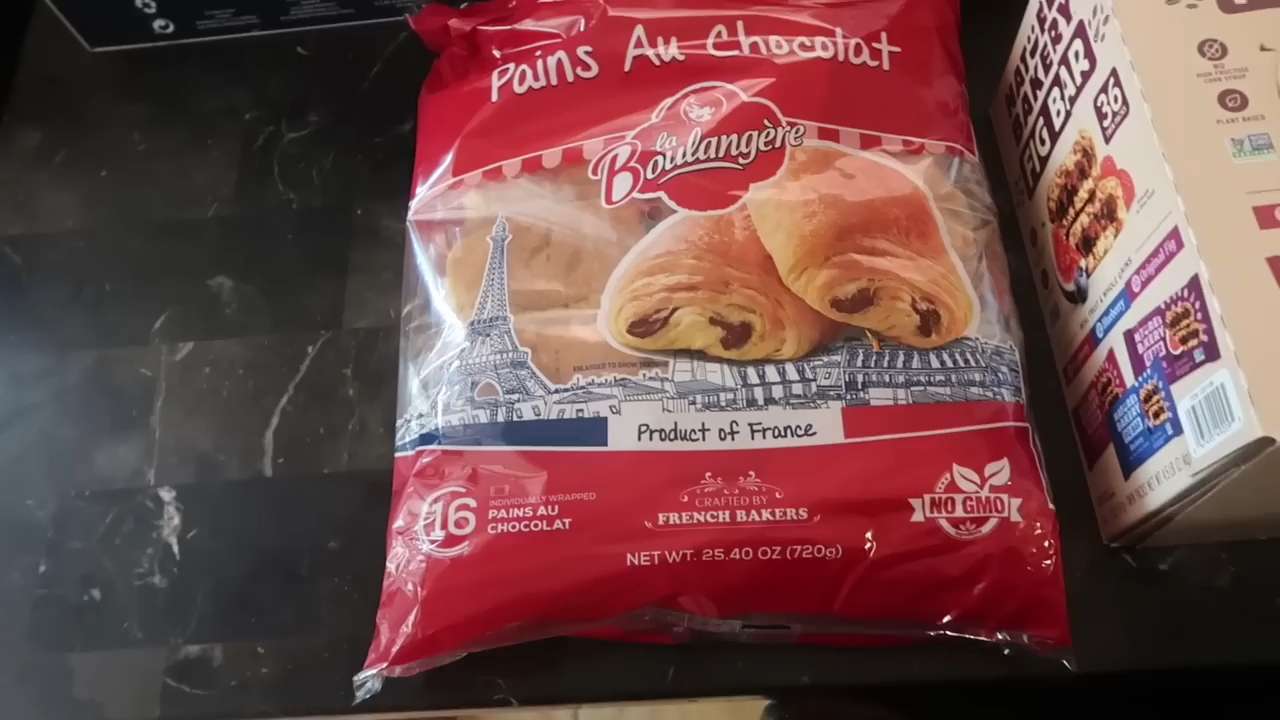 Pains Au Chocolat
la
Boulangère
ENLARGED TO SHOW
Product of France
16
INDIVIDUALLY WRAPPED
PAINS AU
CHOCOLAT
CRAFTED BY
FRENCH BAKERS
NO GMO
NET WT. 25.40 OZ (720g)
BAKERY
FIG BAR
36
Original Fig
Blueberry
NO
HIGH FRUCTOSE
CORN SYRUP
PLANT BASED
NATURE'S
BAKERY